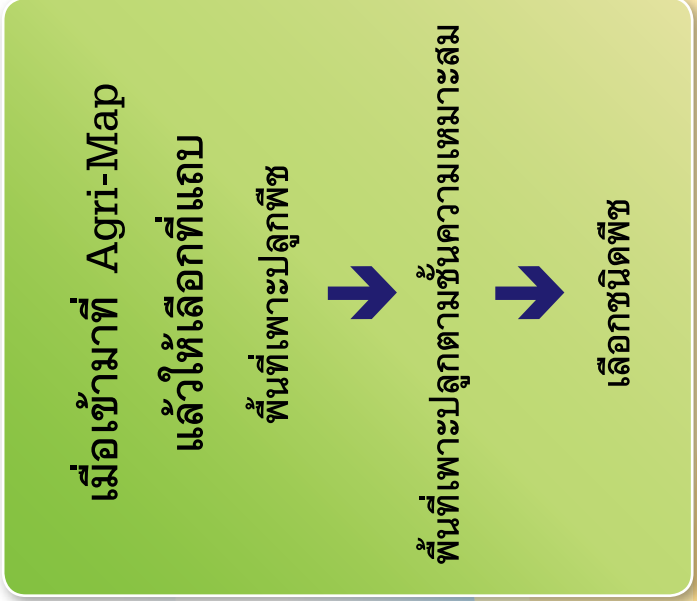 เมื่อเข้ามาที่ Agri-Map
แล้วให้เลือกที่แถบ
พื้นที่เพาะปลูกพืช
พื้นที่เพาะปลูกตามชั้นความเหมาะสม
เลือกชนิดพืช